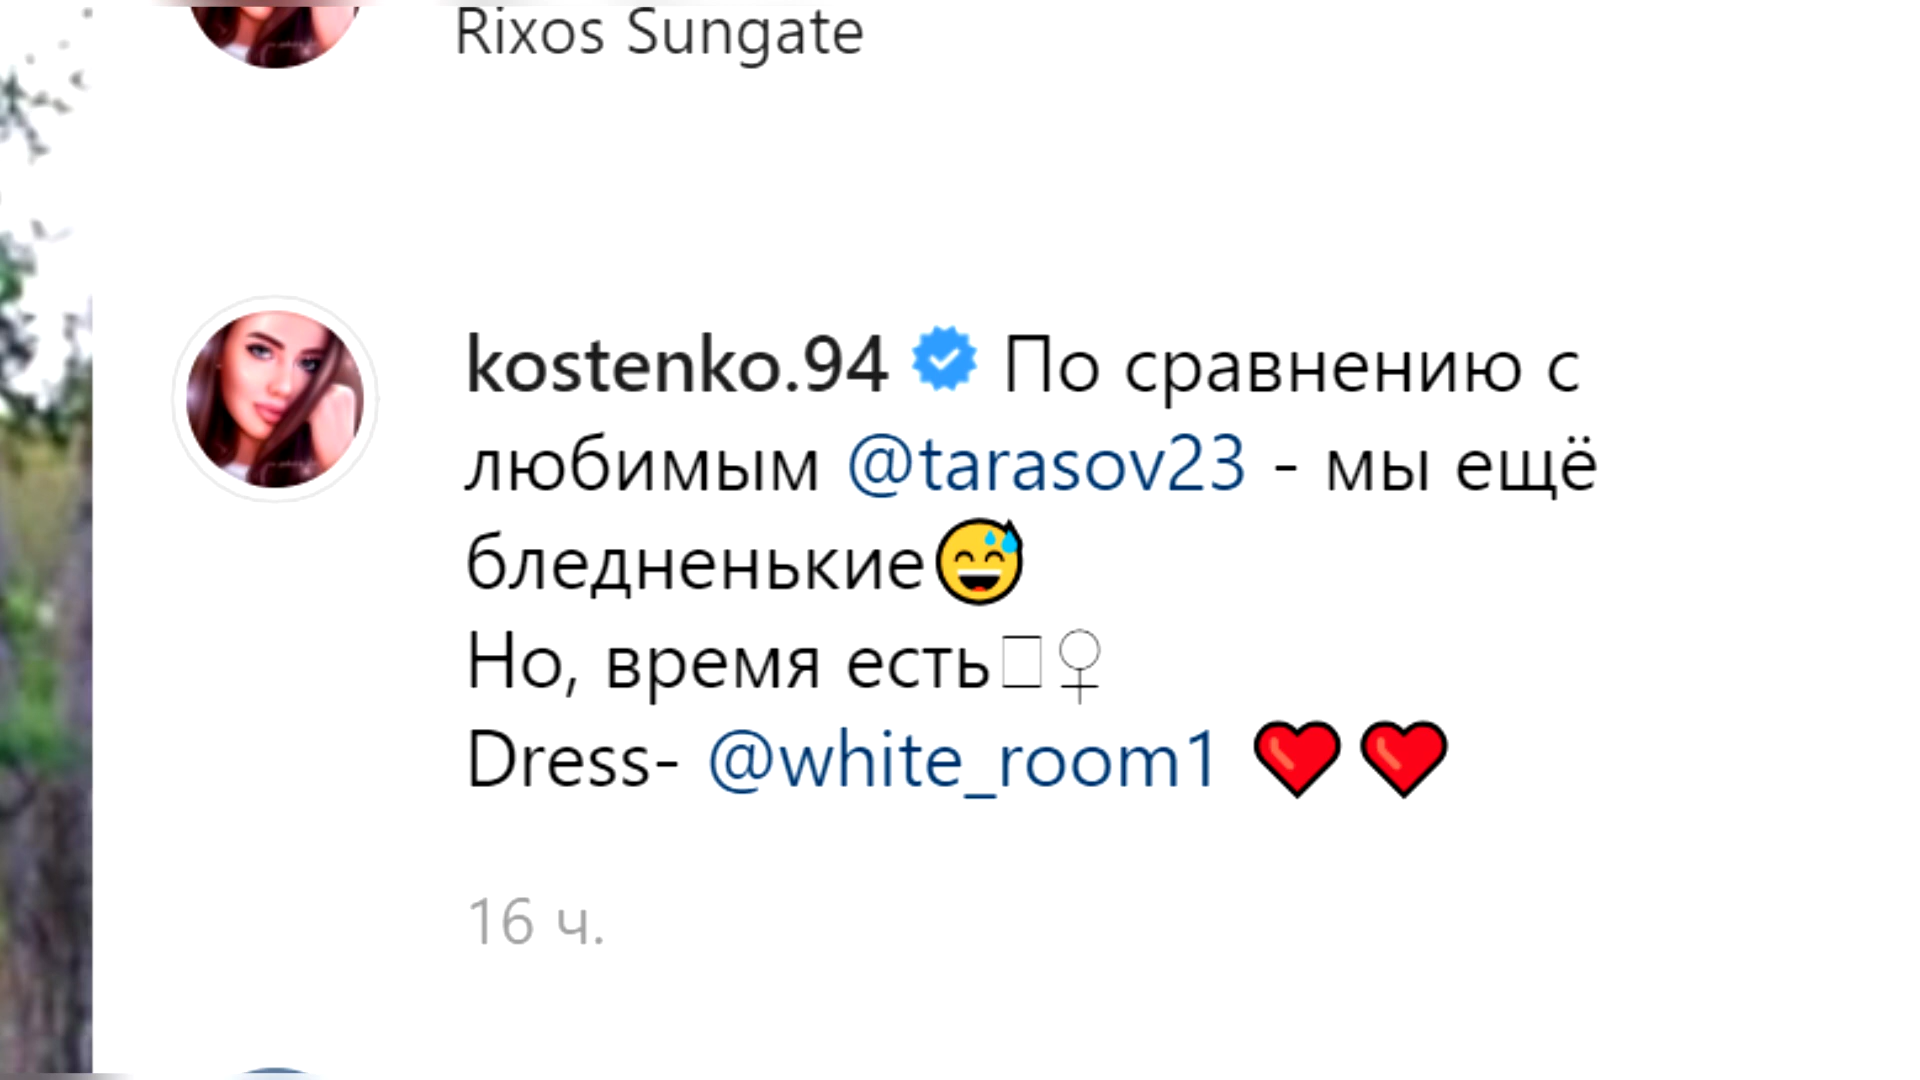 Rixos Sungate
kostenko.94 По сравнению с
любимым @tarasov23 - мы ещё
бледненькие😅
Но, время есть□♀
Dress- @white_room1 ❤️❤️
16 ч.